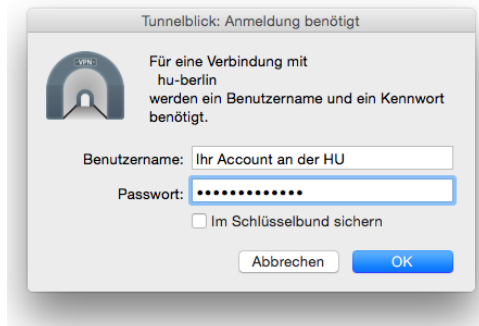 Tunnelblick: Anmeldung benötigt
VPN
Für eine Verbindung mit
hu-berlin
werden ein Benutzername und ein Kennwort
benötigt.
Benutzername: Ihr Account an der HU
Passwort: •••••••••••••
Im Schlüsselbund sichern
Abbrechen OK